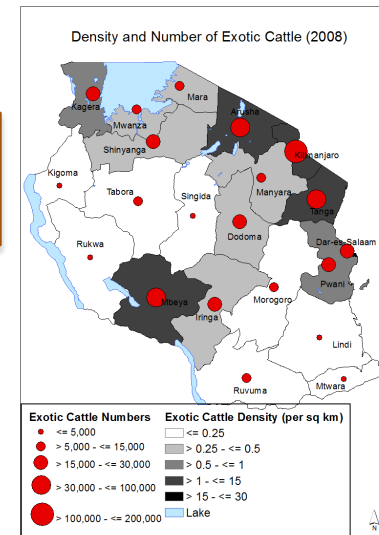 Density and Number of Exotic Cattle (2008)
Mara
Kagera
Mwanza
Arusha
Shinyanga
Kilimanjaro
Kigoma
Tabora
Singida
Manyara
Tanga
Dodoma
Dar-es-Salaam
Rukwa
Pwani
Mbeya
Morogoro
Iringa
Lindi
Ruvuma
Mtwara
Exotic Cattle Numbers
<= 5,000
> 5,000 - <= 15,000
> 15,000 - <= 30,000
> 30,000 - <= 100,000
> 100,000 - <= 200,000
Exotic Cattle Density (per sq km)
<= 0.25
> 0.25 - <= 0.5
> 0.5 - <= 1
> 1 - <= 15
> 15 - <= 30
Lake
N